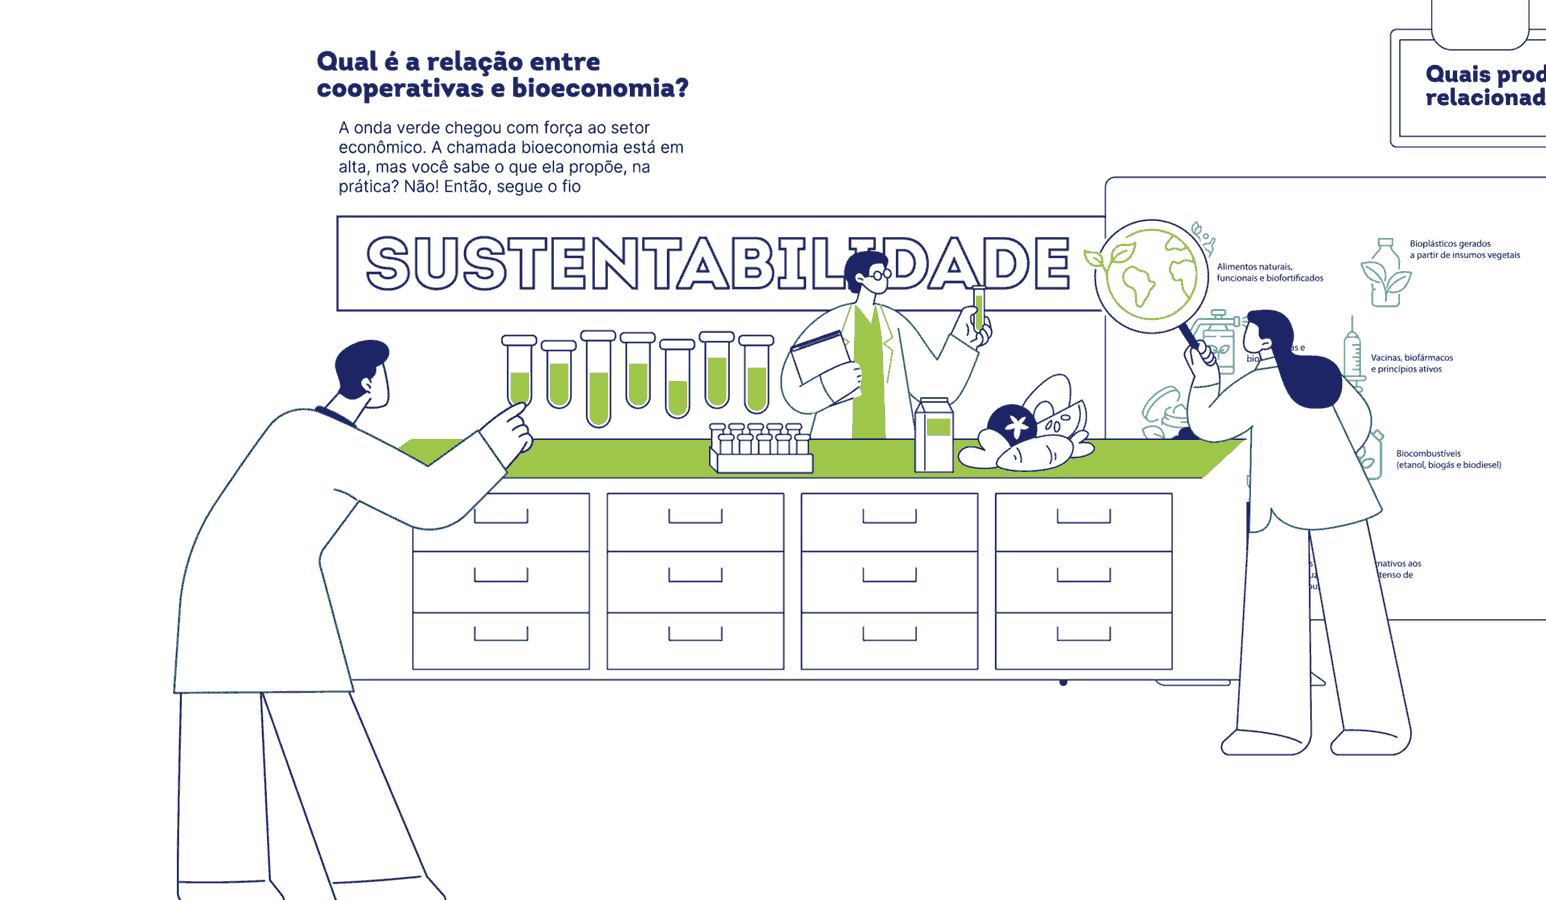 Qual é a relação entre
cooperativas e bioeconomia?
A onda verde chegou com força ao setor
econômico. A chamada bioeconomia está em
alta, mas você sabe o que ela propõe, na
prática? Não! Então, segue o fio
SUSTENTABILIDADE
Quais
Alimentos naturais,
funcionais e biofortificados
Bioplásticos gerados
a partir de insumos vegetais
Vacinas, biofármacos
e princípios ativos
Biocombustíveis
(etanol, biogás e biodiesel)
aos
de